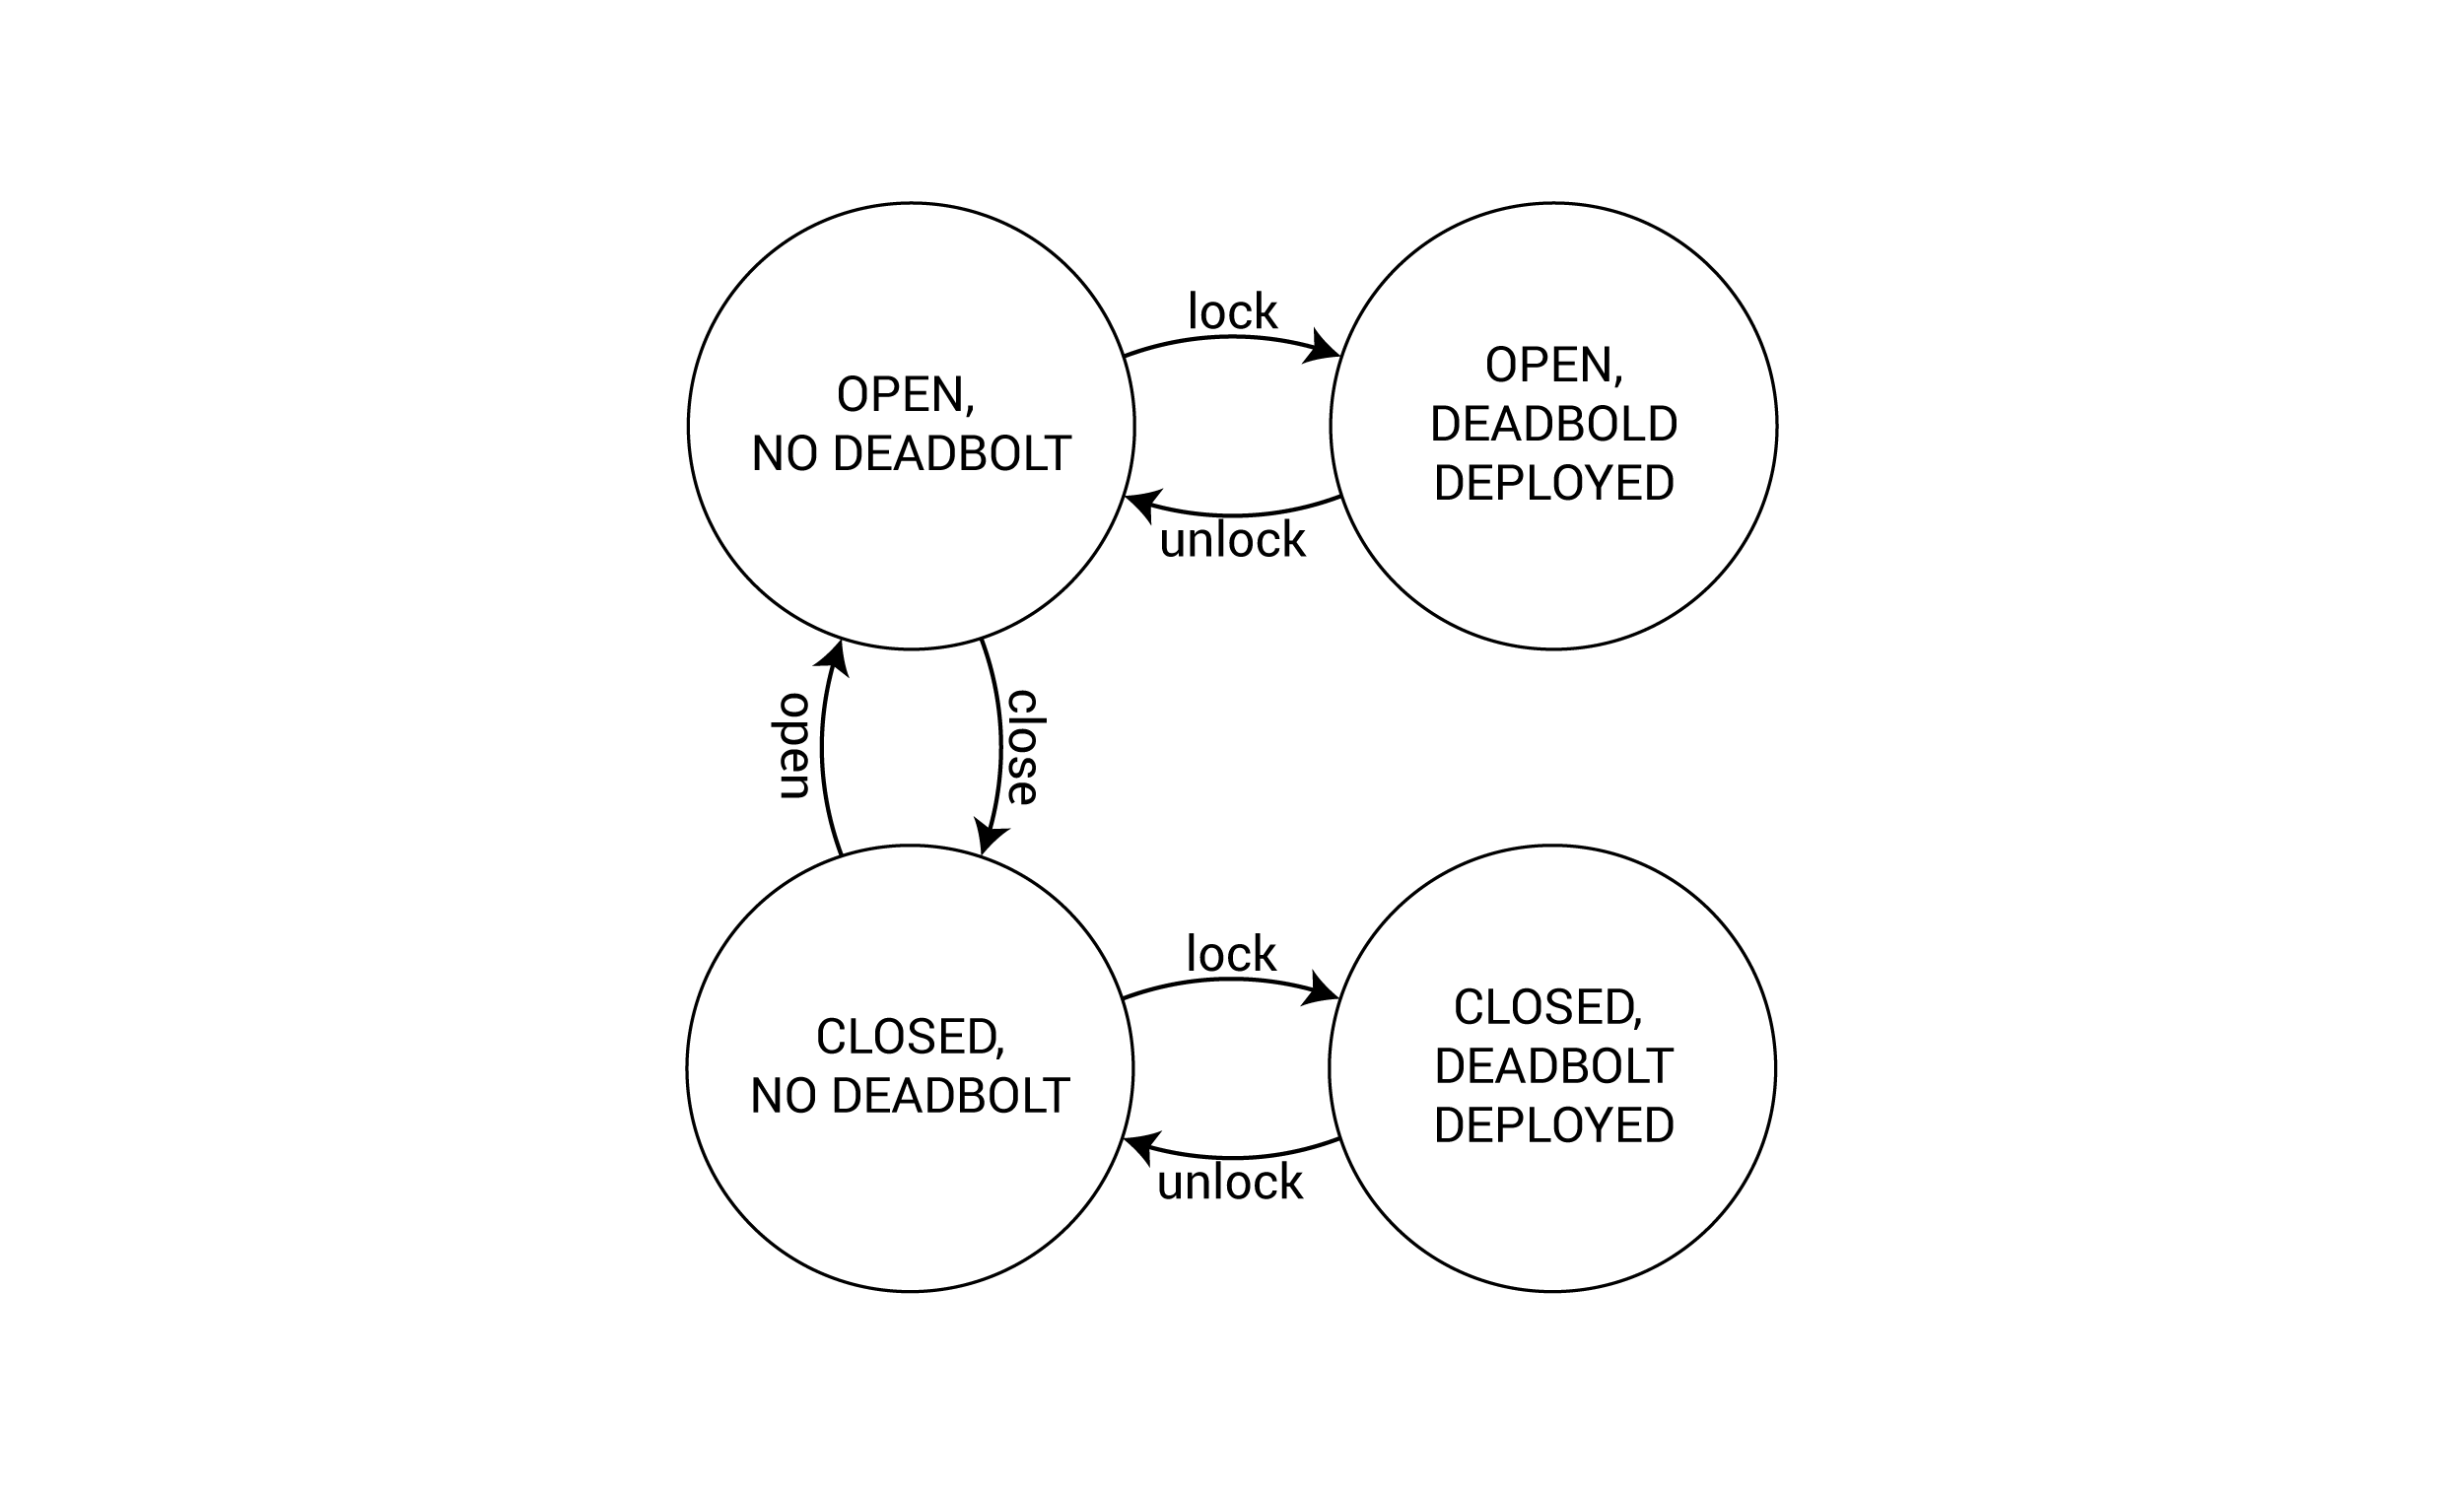 lock
OPEN,
NO DEADBOLT
OPEN,
DEADBOLD
DEPLOYED
unlock
open
close
lock
CLOSED,
NO DEADBOLT
CLOSED,
DEADBOLT
DEPLOYED
unlock